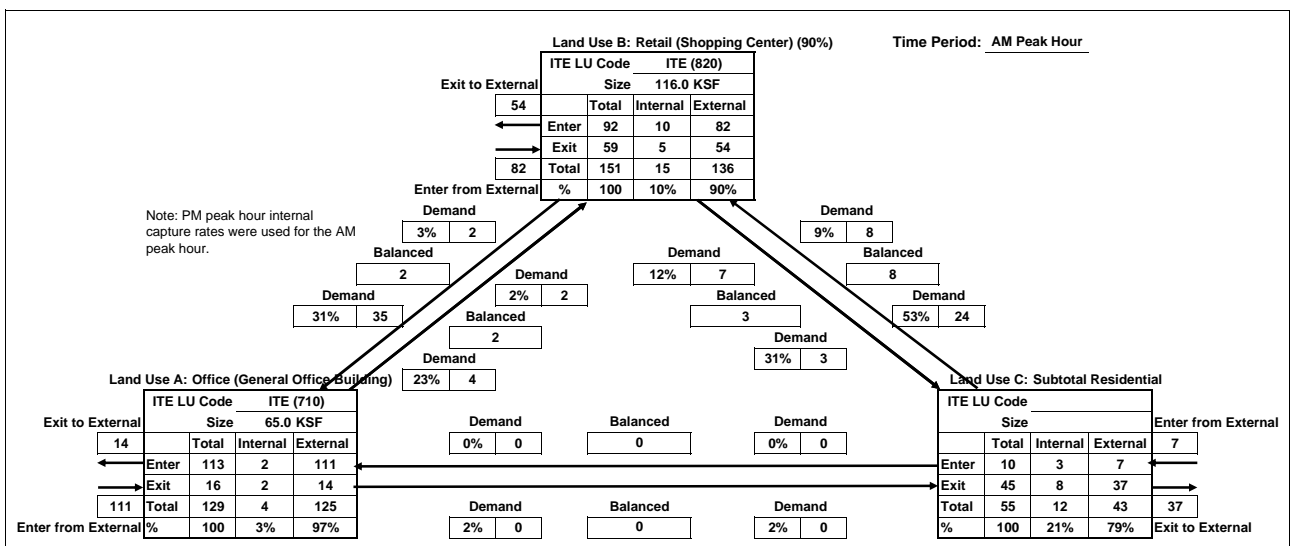 Land Use B: Retail (Shopping Center) (90%) Time Period: AM Peak Hour
ITE LU Code ITE (820)
Exit to External Size 116.0 KSF
54 Total Internal External
Enter 92 10 82
Exit 59 5 54
82 Total 151 15 136
Enter from External % 100 10% 90%
Note: PM peak hour internal
capture rates were used for the AM
peak hour.
Demand Demand
3% 2 9% 8
Balanced Balanced
2 Demand 12% 7 8
Demand 2% 2 Balanced Demand
31% 35 Balanced 3 53% 24
2 Demand
Demand 31% 3
Land Use A: Office (General Office Building) 23% 4 Land Use C: Subtotal Residential
ITE LU Code ITE (710) ITE LU Code
Exit to External Size 65.0 KSF Demand Balanced Demand Size Enter from External
14 Total Internal External 0% 0 0 0% 0 Total Internal External 7
Enter 113 2 111 Enter 10 3 7
Exit 16 2 14 Exit 45 8 37
111 Total 129 4 125 Demand Balanced Demand Total 55 12 43 37
Enter from External % 100 3% 97% 2% 0 0 2% 0 % 100 21% 79% Exit to External